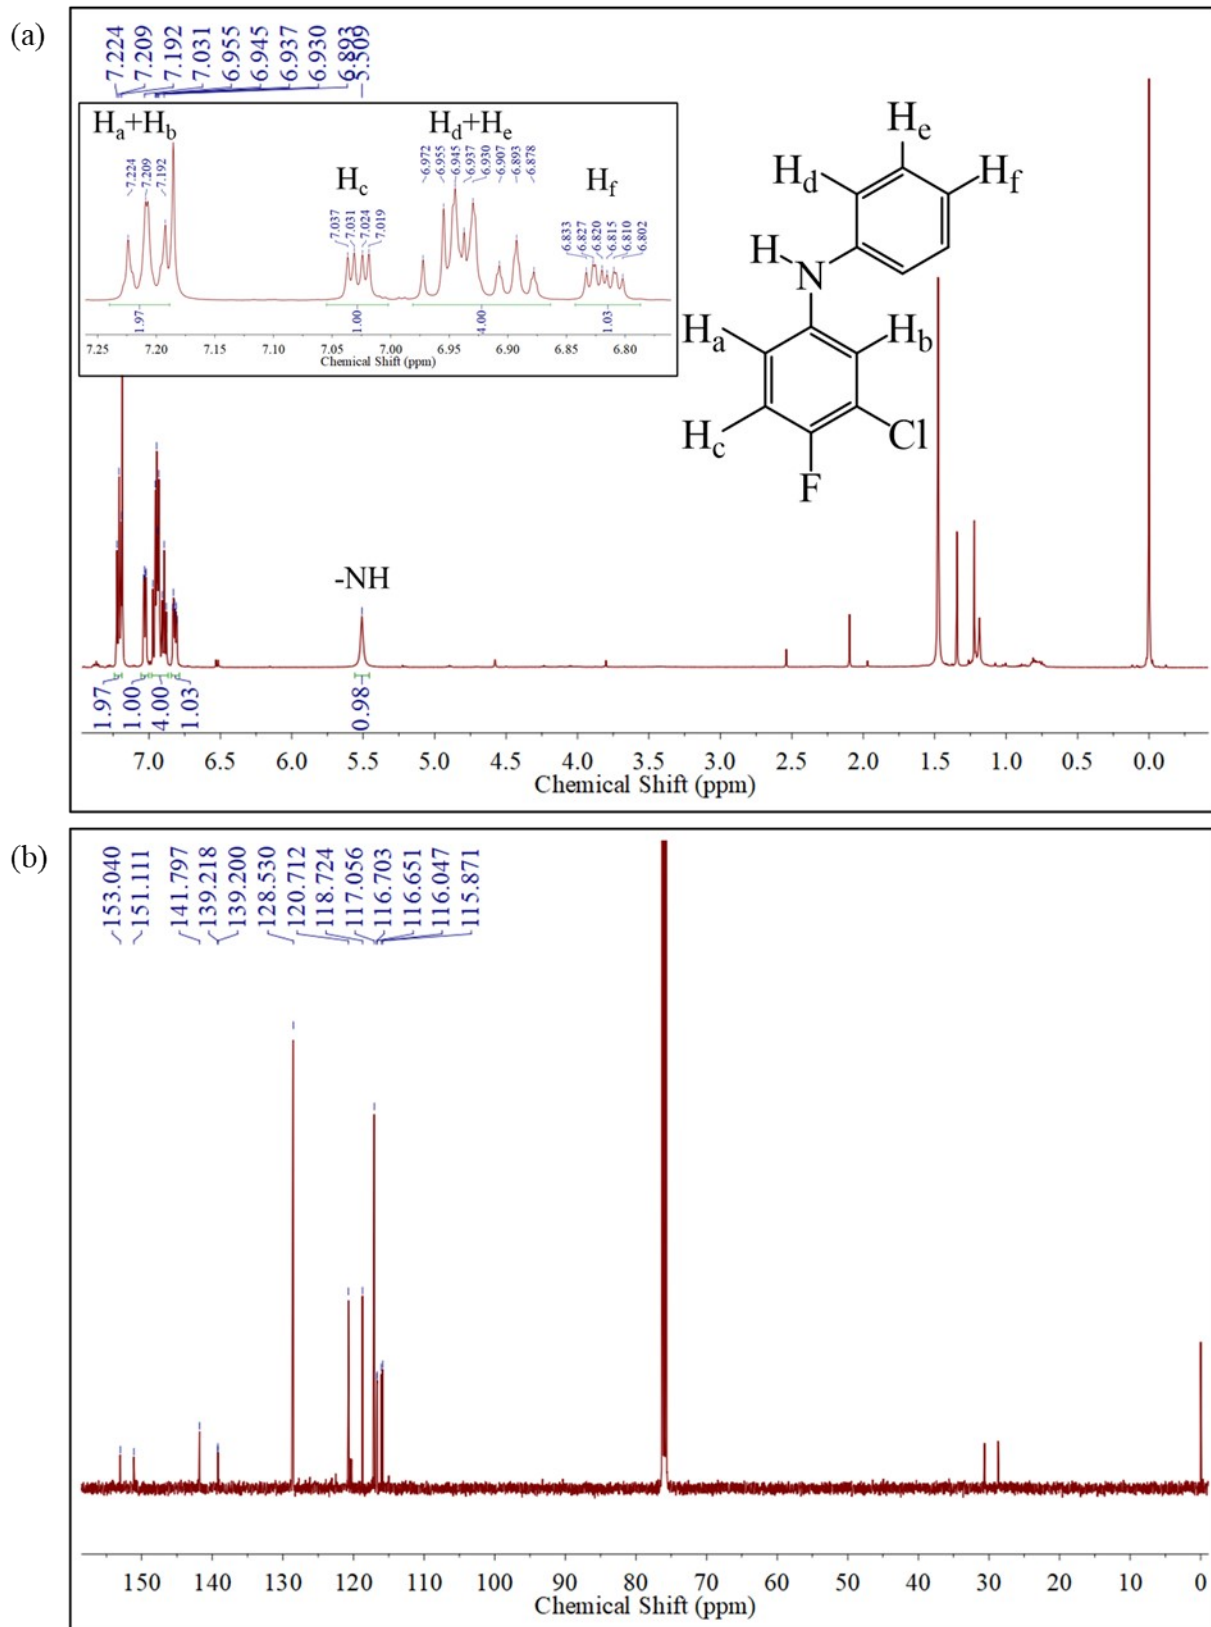 (a)
7.224
7.209
7.192
7.031
6.955
6.945
6.937
6.930
6.893
5.509
Ha+Hb
7.224
7.209
7.192
Hc
7.037
7.031
7.024
7.019
Hd+He
6.972
6.955
6.945
6.937
6.930
6.907
6.893
6.878
Hf
6.833
6.827
6.820
6.815
6.810
6.802
1.97
1.00
4.00
1.03
7.25 7.20 7.15 7.10 7.05 7.00 6.95 6.90 6.85 6.80
Chemical Shift (ppm)
He
Hd
Hf
H
N
Ha
Hb
Hc
Cl
F
-NH
1.97
1.00
4.00
1.03
0.98
7.0 6.5 6.0 5.5 5.0 4.5 4.0 3.5 3.0 2.5 2.0 1.5 1.0 0.5 0.0
Chemical Shift (ppm)
(b)
153.040
151.111
141.797
139.218
139.200
128.530
120.712
118.724
117.056
116.703
116.651
116.047
115.871
150 140 130 120 110 100 90 80 70 60 50 40 30 20 10 0
Chemical Shift (ppm)